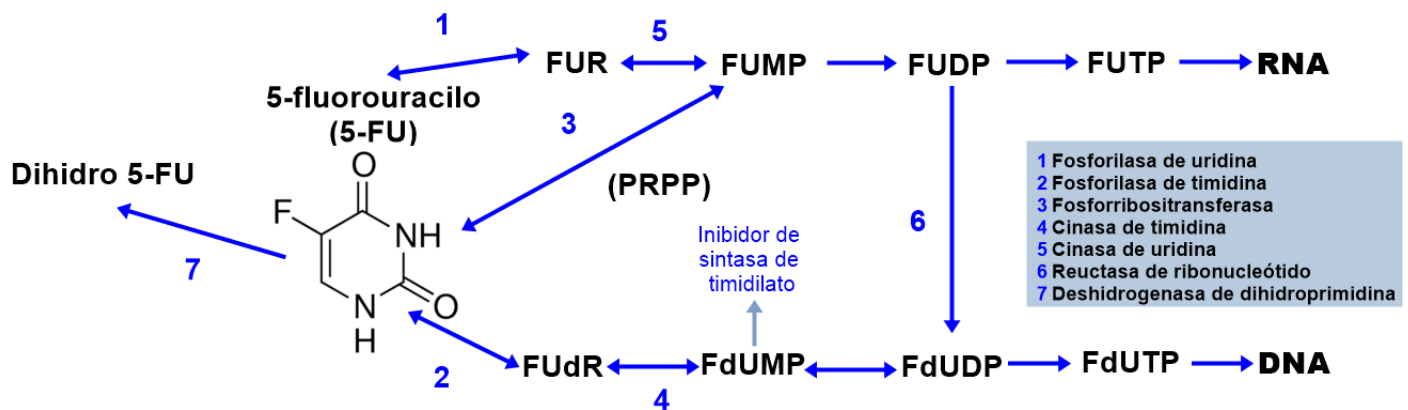 1
5
FUR
FUMP
FUDP
FUTP
RNA
5-fluorouracilo
(5-FU)
3
Dihidro 5-FU
O
F
NH
N
H
O
(PRPP)
7
6
Inibidor de
sintasa de
timidilato
1 Fosforilasa de uridina
2 Fosforilasa de timidina
3 Fosforribositransferasa
4 Cinasa de timidina
5 Cinasa de uridina
6 Reuctasa de ribonucleótido
7 Deshidrogenasa de dihidroprimidina
2
FUdR
4
FdUMP
FdUDP
FdUTP
DNA